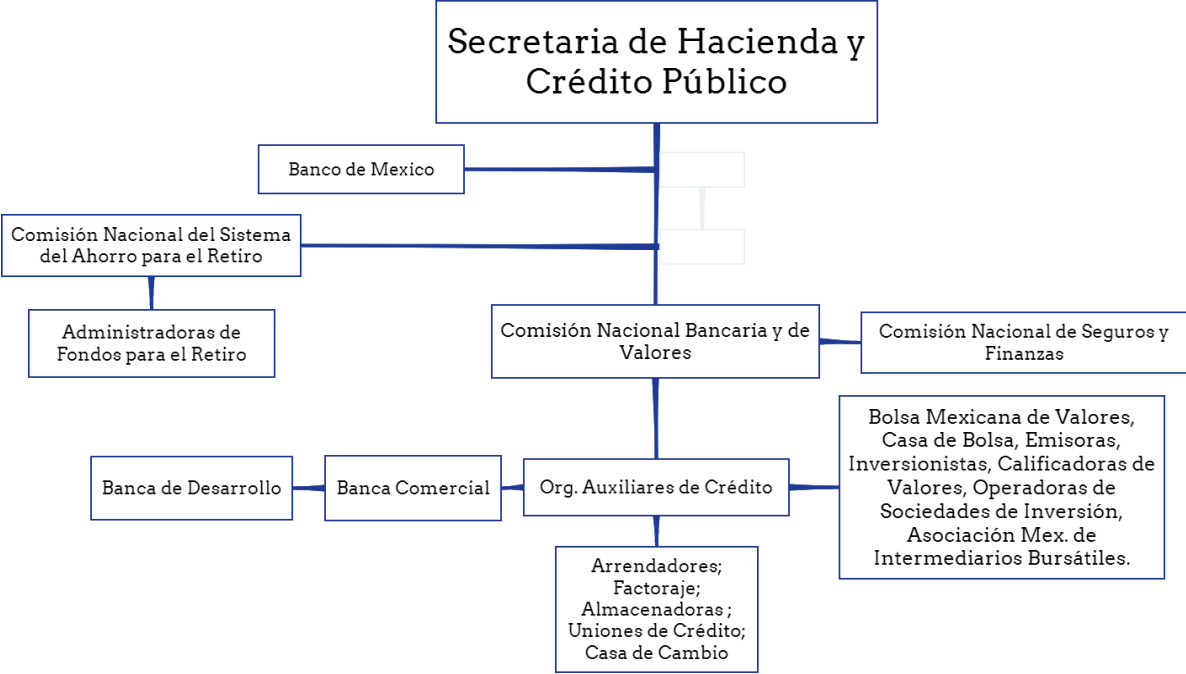 Secretaria de Hacienda y
Crédito Público
Banco de Mexico
Comisión Nacional del Sistema
del Ahorro para el Retiro
Administradoras de
Fondos para el Retiro
Comisión Nacional Bancaria y de
Valores
Comisión Nacional de Seguros y
Finanzas
Banca de Desarrollo
Banca Comercial
Org. Auxiliares de Crédito
Bolsa Mexicana de Valores,
Casa de Bolsa, Emisoras,
Inversionistas, Calificadoras de
Valores, Operadoras de
Sociedades de Inversión,
Asociación Mex. de
Intermediarios Bursátiles.
Arrendadores;
Factoraje;
Almacenadoras ;
Uniones de Crédito;
Casa de Cambio